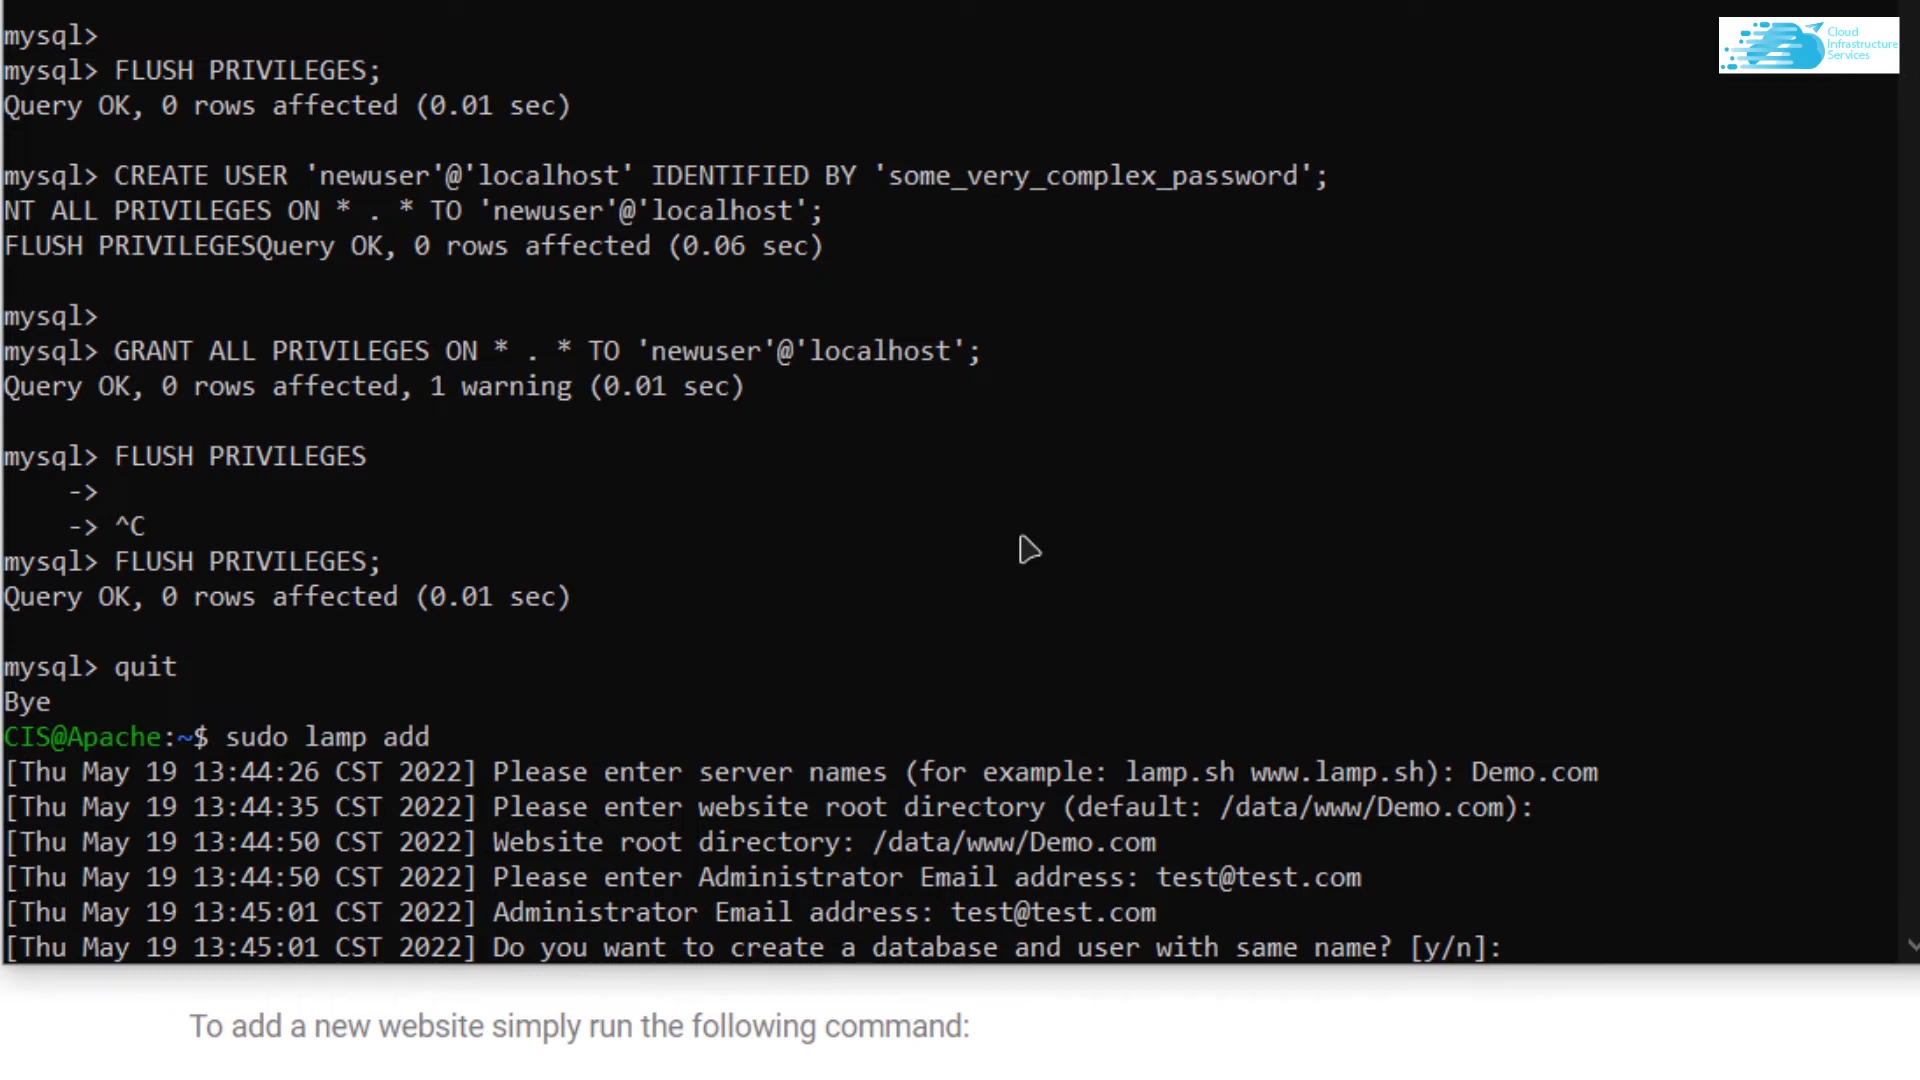 mysql>
mysql> FLUSH PRIVILEGES;
Query OK, 0 rows affected (0.01 sec)
mysql> CREATE USER 'newuser'@'localhost' IDENTIFIED BY 'some_very_complex_password';
NT ALL PRIVILEGES ON * . * TO 'newuser'@'localhost';
FLUSH PRIVILEGESQuery OK, 0 rows affected (0.06 sec)
mysql>
mysql> GRANT ALL PRIVILEGES ON * . * TO 'newuser'@'localhost';
Query OK, 0 rows affected, 1 warning (0.01 sec)
mysql> FLUSH PRIVILEGES
->
-> ^C
mysql> FLUSH PRIVILEGES;
Query OK, 0 rows affected (0.01 sec)
mysql> quit
Bye
CIS@Apache:~$ sudo lamp add
[Thu May 19 13:44:26 CST 2022] Please enter server names (for example: lamp.sh www.lamp.sh): Demo.com
[Thu May 19 13:44:35 CST 2022] Please enter website root directory (default: /data/www/Demo.com):
[Thu May 19 13:44:50 CST 2022] Website root directory: /data/www/Demo.com
[Thu May 19 13:44:50 CST 2022] Please enter Administrator Email address: test@test.com
[Thu May 19 13:45:01 CST 2022] Administrator Email address: test@test.com
[Thu May 19 13:45:01 CST 2022] Do you want to create a database and user with same name? [y/n]:
To add a new website simply run the following command:
Cloud
Infrastructure
Services